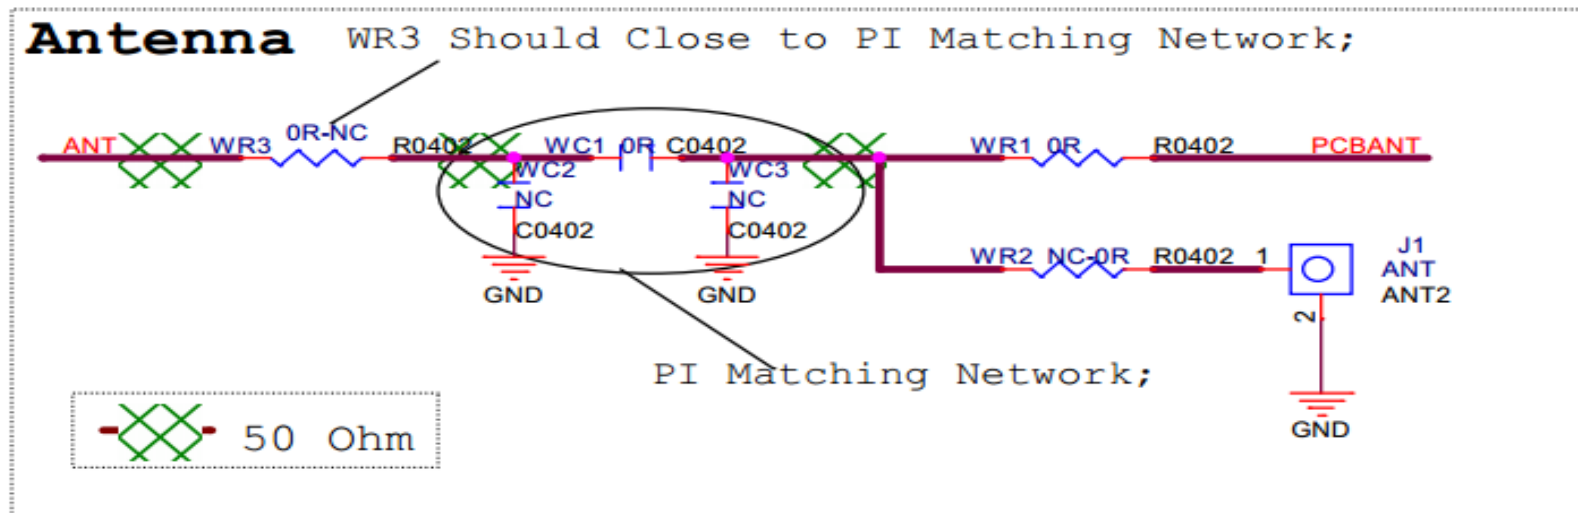 Antenna WR3 Should Close to PI Matching Network;
0R-NC
ANT WR3 R0402 WC1 0R C0402 WR1 0R R0402 PCBANT
WC2 WC3
NC NC
C0402 C0402
WR2 NC-0R R0402 1
J1
ANT
ANT2
2
GND GND
PI Matching Network;
50 Ohm
GND